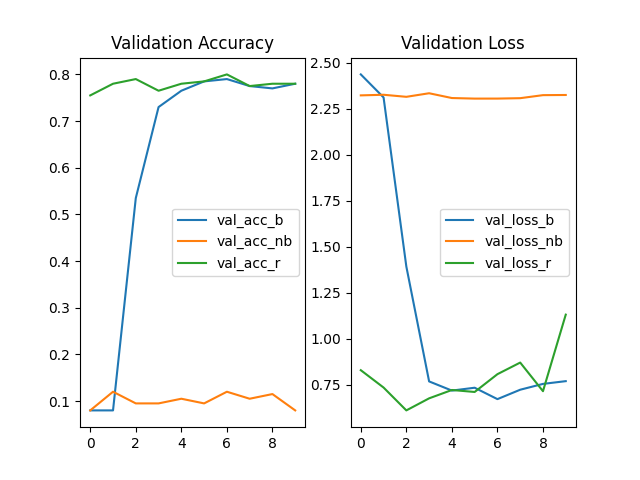 Validation Accuracy
0.8
0.7
0.6
0.5
0.4
0.3
0.2
0.1
0 2 4 6 8
val_acc_b
val_acc_nb
val_acc_r
Validation Loss
2.50
2.25
2.00
1.75
1.50
1.25
1.00
0.75
0 2 4 6 8
val_loss_b
val_loss_nb
val_loss_r